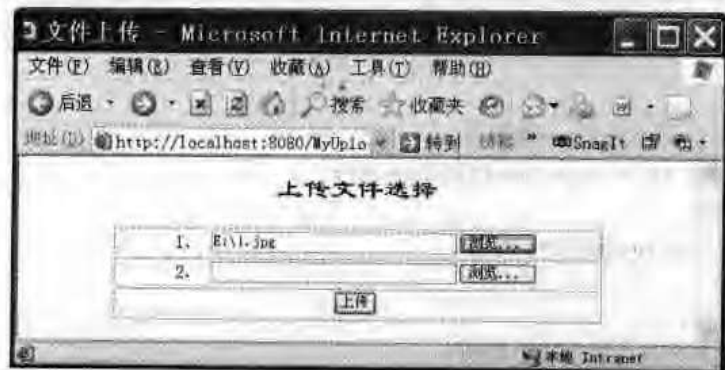 文件上传 - Microsoft Internet Explorer
文件(F) 编辑(E) 查看(V) 收藏(A) 工具(T) 帮助(H)
后退 搜索 收藏夹
地址(D) http://localhost:8080/MyUplo 转到 » SnagIt
上传文件选择
1. E:\1.jpg 浏览...
2. 浏览...
上传
本地 Intranet